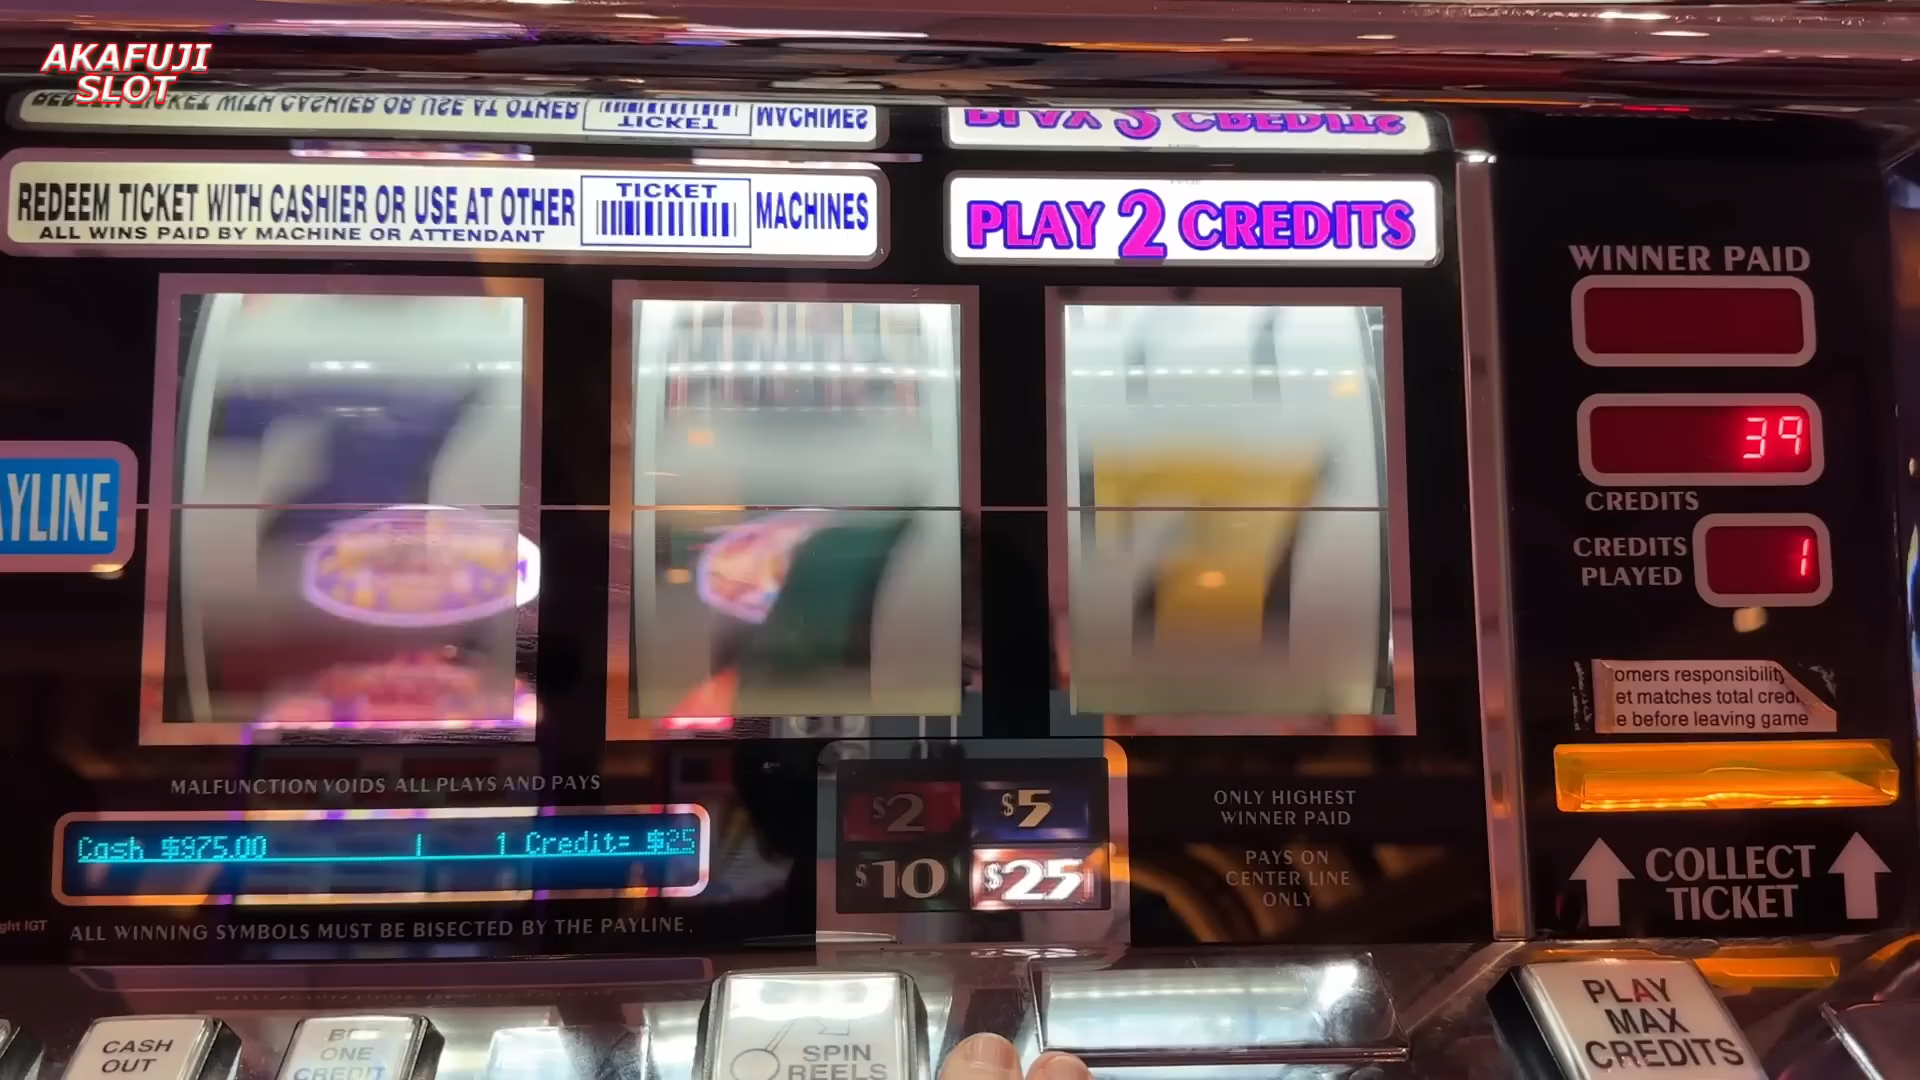 AKAFUJI
SLOT
REDEEM TICKET WITH CASHIER OR USE AT OTHER
TICKET
MACHINES
ALL WINS PAID BY MACHINE OR ATTENDANT
PLAY 2 CREDITS
WINNER PAID
39
CREDITS
CREDITS
PLAYED
1
AYLINE
omers responsibility
et matches total cred
e before leaving game
MALFUNCTION VOIDS ALL PLAYS AND PAYS
Cash $975.00 | 1 Credit= $25
$2 $5
$10 $25
ONLY HIGHEST
WINNER PAID
PAYS ON
CENTER LINE
ONLY
COLLECT
TICKET
ght IGT
ALL WINNING SYMBOLS MUST BE BISECTED BY THE PAYLINE.
CASH
OUT
ONE
CREDIT
SPIN
REELS
PLAY
MAX
CREDITS